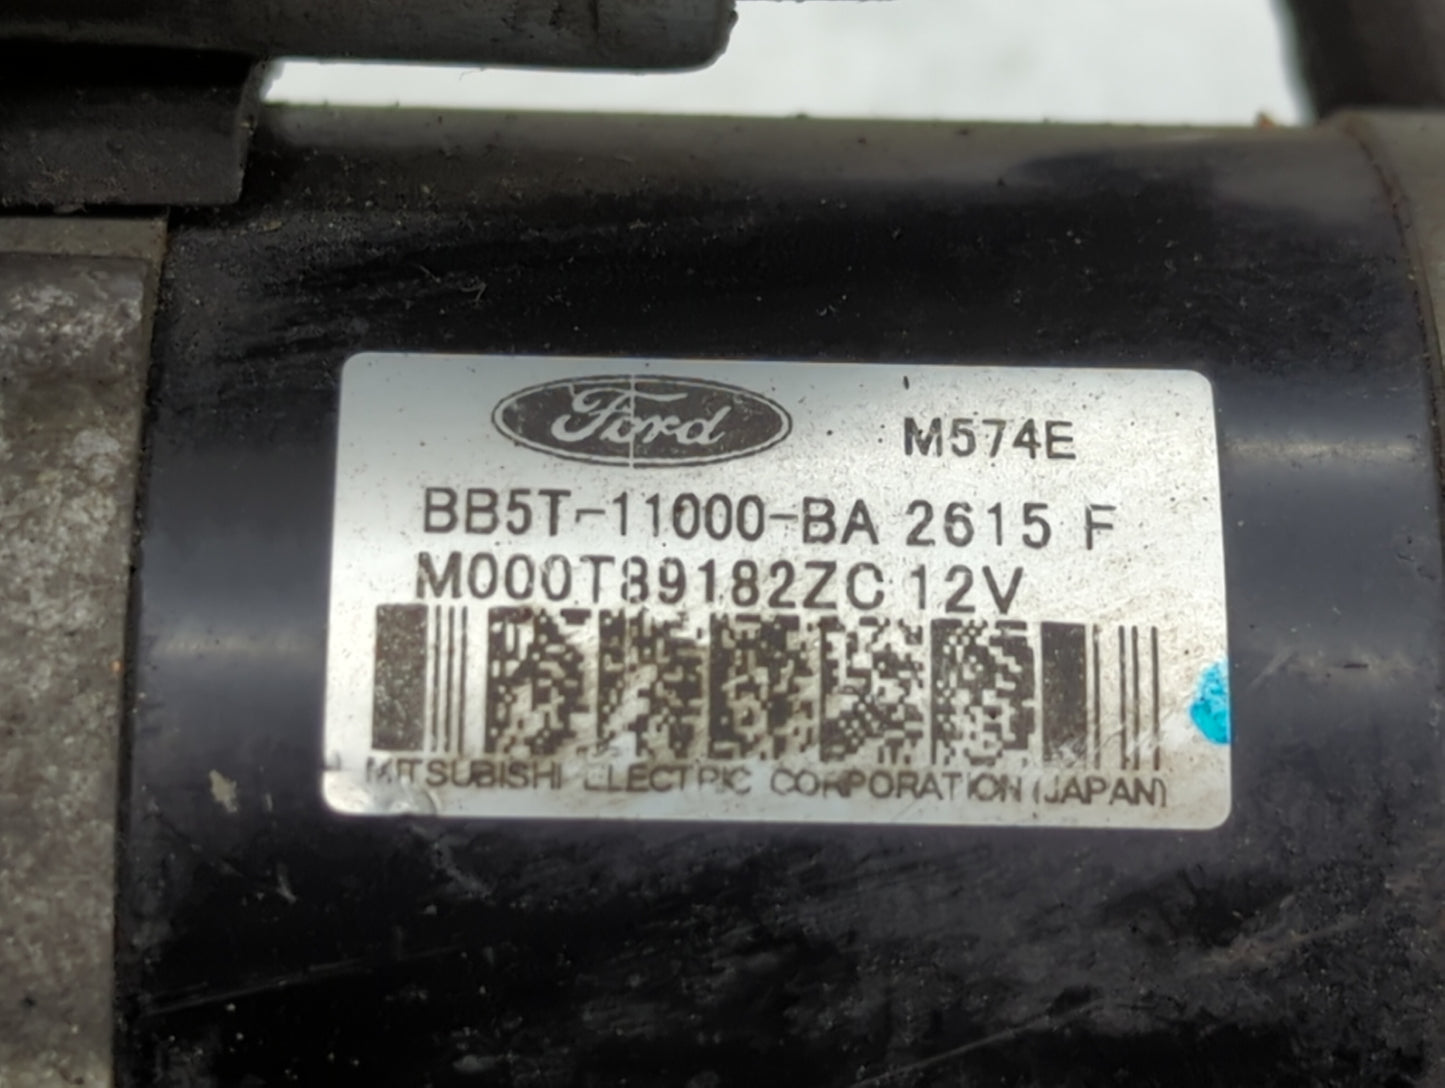 Ford M574E
BB5T-11000-BA 2615 F
M000T89182ZC 12V
MITSUBISHI ELECTRIC CORPORATION (JAPAN)